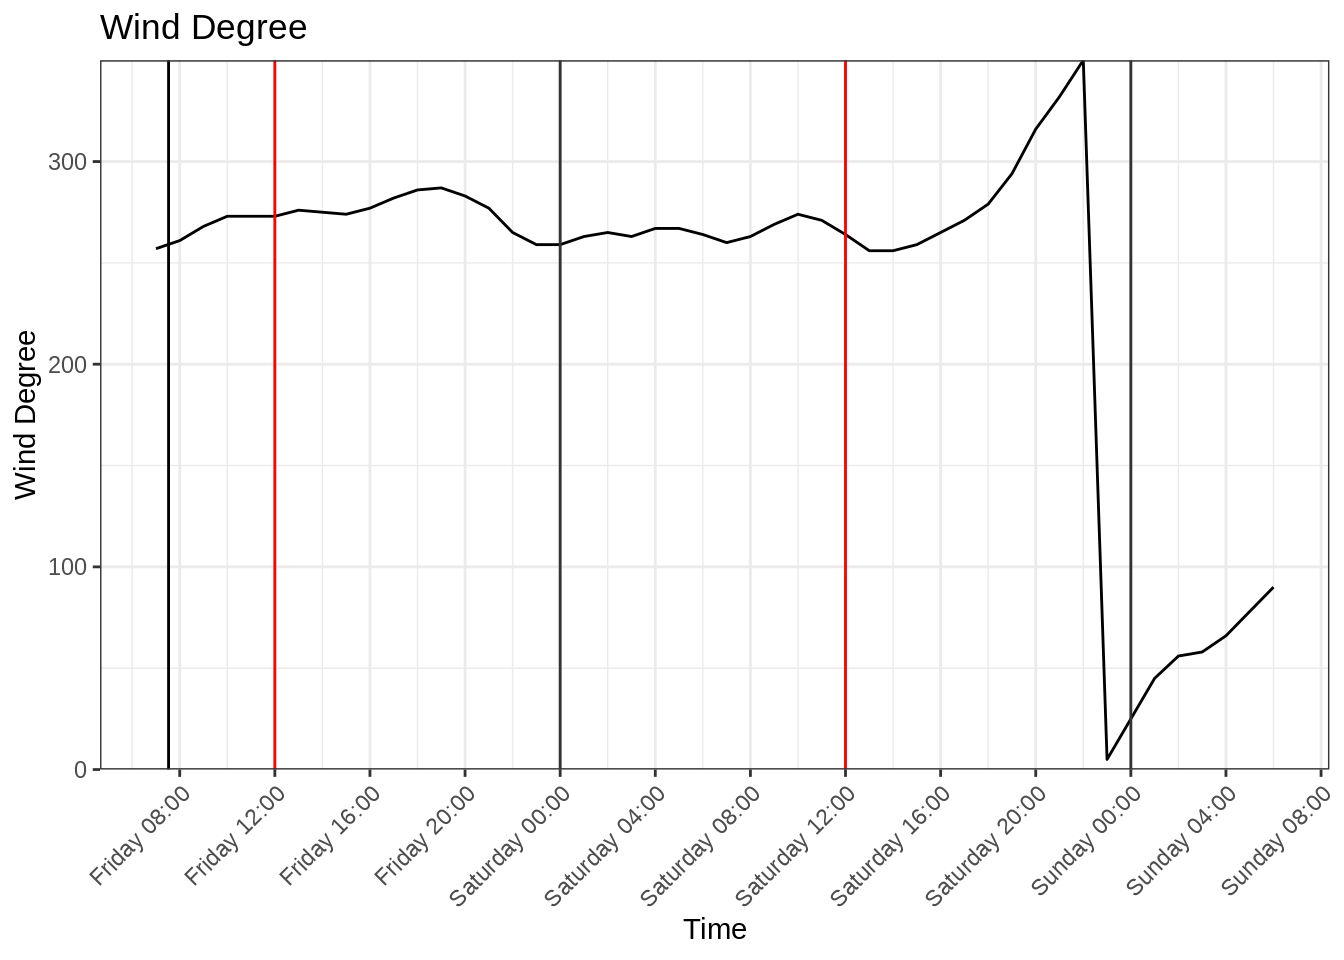 Wind Degree
Wind Degree
300
200
100
0
Friday 08:00
Friday 12:00
Friday 16:00
Friday 20:00
Saturday 00:00
Saturday 04:00
Saturday 08:00
Saturday 12:00
Saturday 16:00
Saturday 20:00
Sunday 00:00
Sunday 04:00
Sunday 08:00
Time